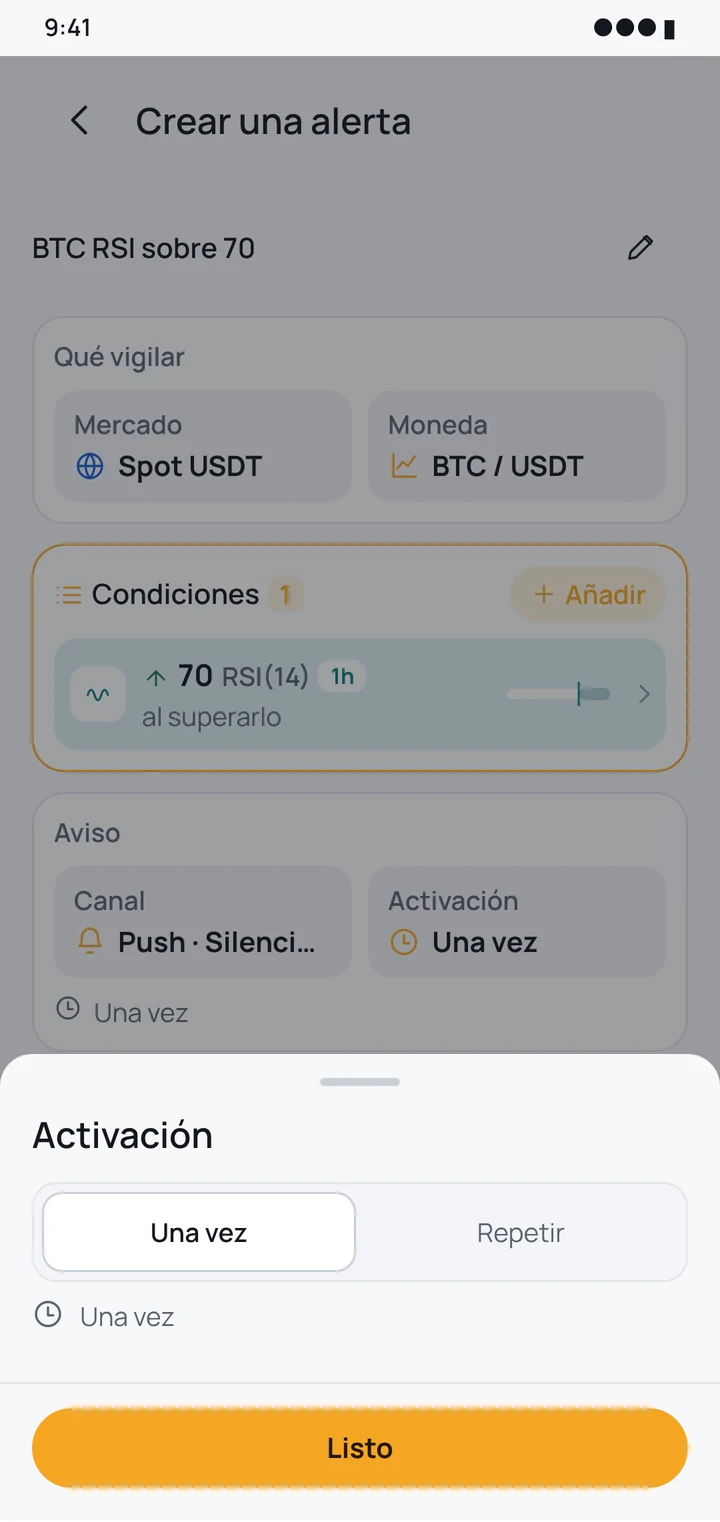 9:41
Crear una alerta
BTC RSI sobre 70
Qué vigilar
Mercado
Spot USDT
Moneda
BTC / USDT
Condiciones 1
+ Añadir
↑ 70 RSI(14) 1h
al superarlo
Aviso
Canal
Push · Silenci...
Activación
Una vez
Una vez
Activación
Una vez
Repetir
Una vez
Listo